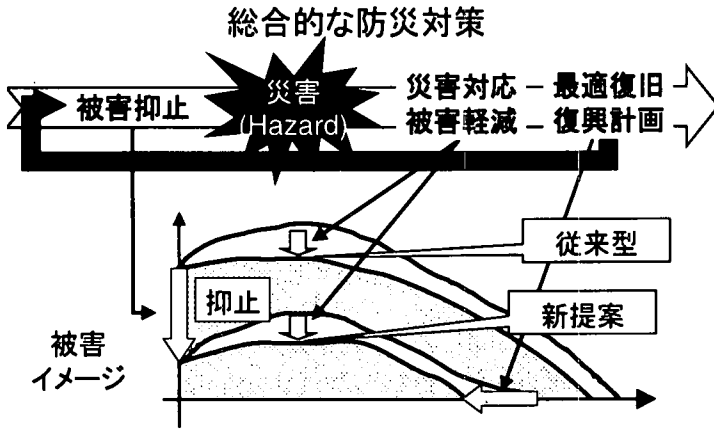 総合的な防災対策
被害抑止
災害
(Hazard)
災害対応 － 最適復旧
被害軽減 － 復興計画
従来型
抑止
新提案
被害
イメージ